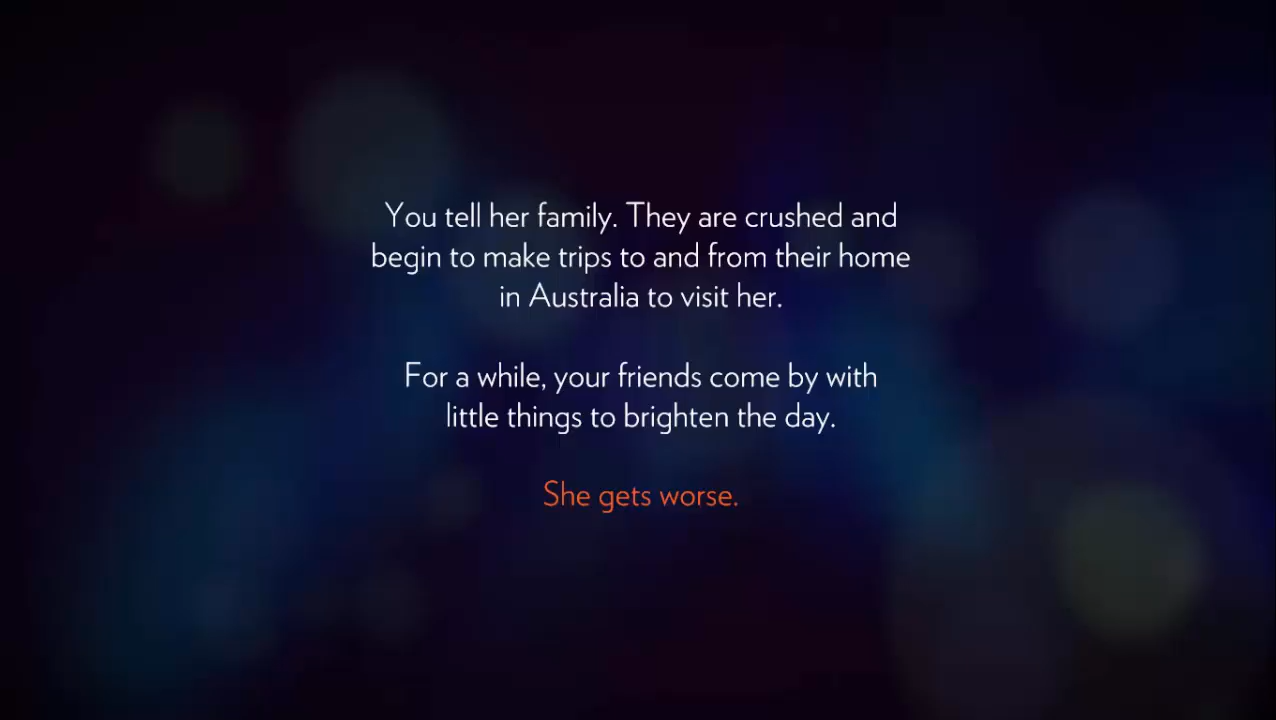 You tell her family. They are crushed and
begin to make trips to and from their home
in Australia to visit her.
For a while, your friends come by with
little things to brighten the day.
She gets worse.